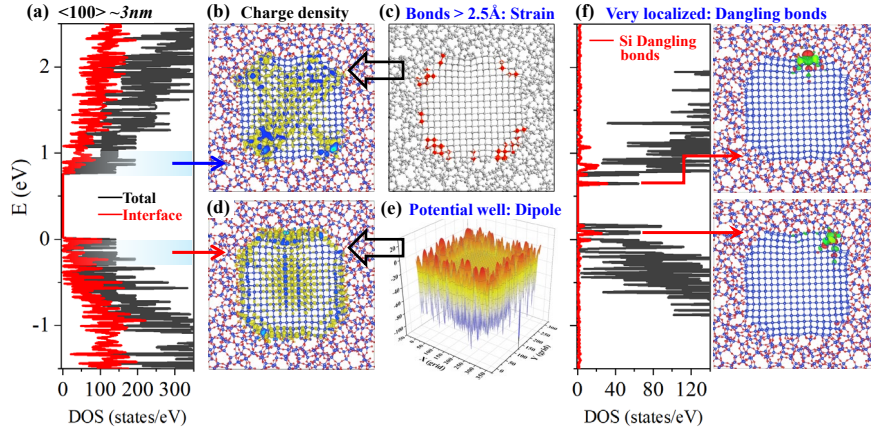 (a)
<100> ~3nm
(b)
Charge density
(c)
Bonds > 2.5Å: Strain
(f)
Very localized: Dangling bonds
2
1
0
-1
E (eV)
Total
Interface
0
100
200
300
DOS (states/eV)
(d)
(e)
Potential well: Dipole
X (grid)
Y (grid)
Si Dangling
bonds
0
40
80
120
DOS (states/eV)